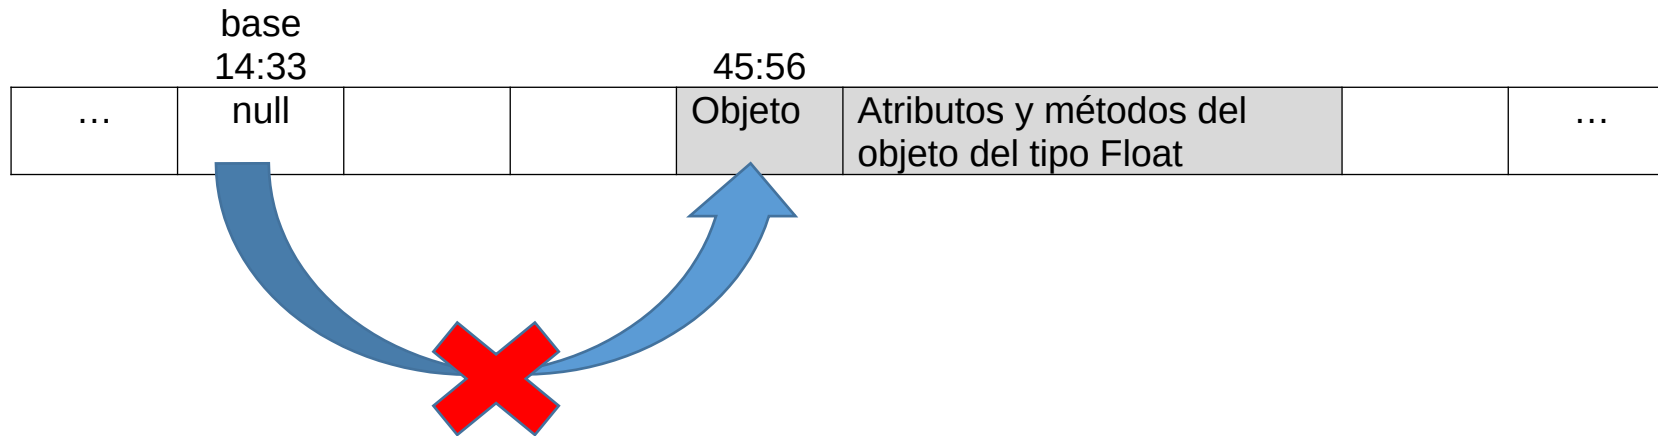 base
14:33
45:56
…
null
Objeto
Atributos y métodos del
objeto del tipo Float
…